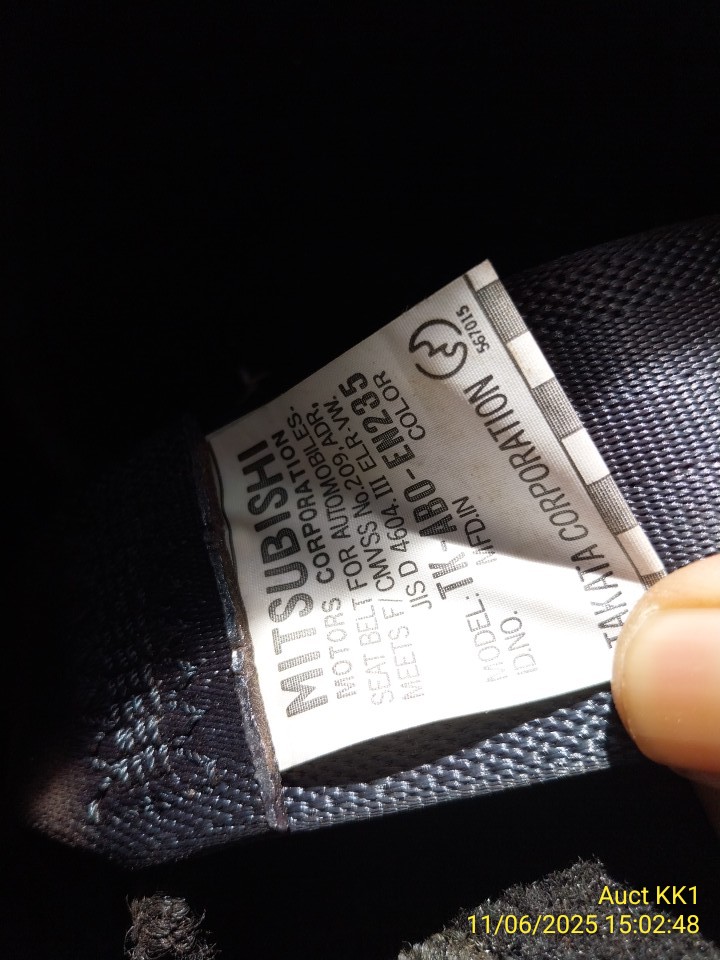 MITSUBISHI
MOTORS CORPORATION.
SEAT BELT FOR AUTOMOBILES.
MEETS F/CMVSS No.209, ADR,
JIS D 4604.III ELR-VW.
MODEL: TK-AB0-EN235
ID.NO. MFD.IN COLOR
TAKATA CORPORATION
567015
Auct KK1
11/06/2025 15:02:48